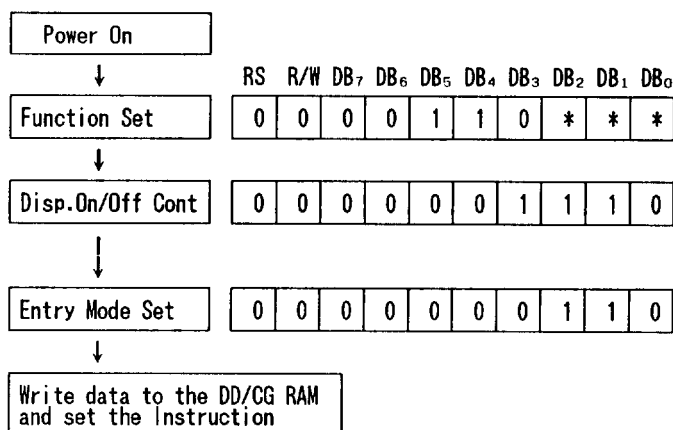 Power On
RS R/W DB₇ DB₆ DB₅ DB₄ DB₃ DB₂ DB₁ DB₀
Function Set 0 0 0 0 1 1 0 * * *
Disp.On/Off Cont 0 0 0 0 0 0 1 1 1 0
Entry Mode Set 0 0 0 0 0 0 0 1 1 0
Write data to the DD/CG RAM
and set the Instruction